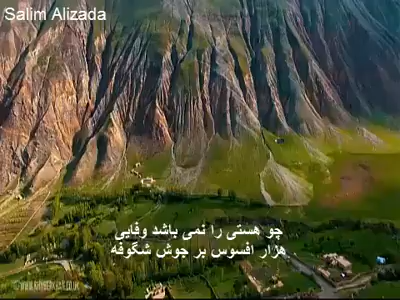 Salim Alizada
چو هستی را نمی باشد وفایی
هزار افسوس بر جوش شگوفه